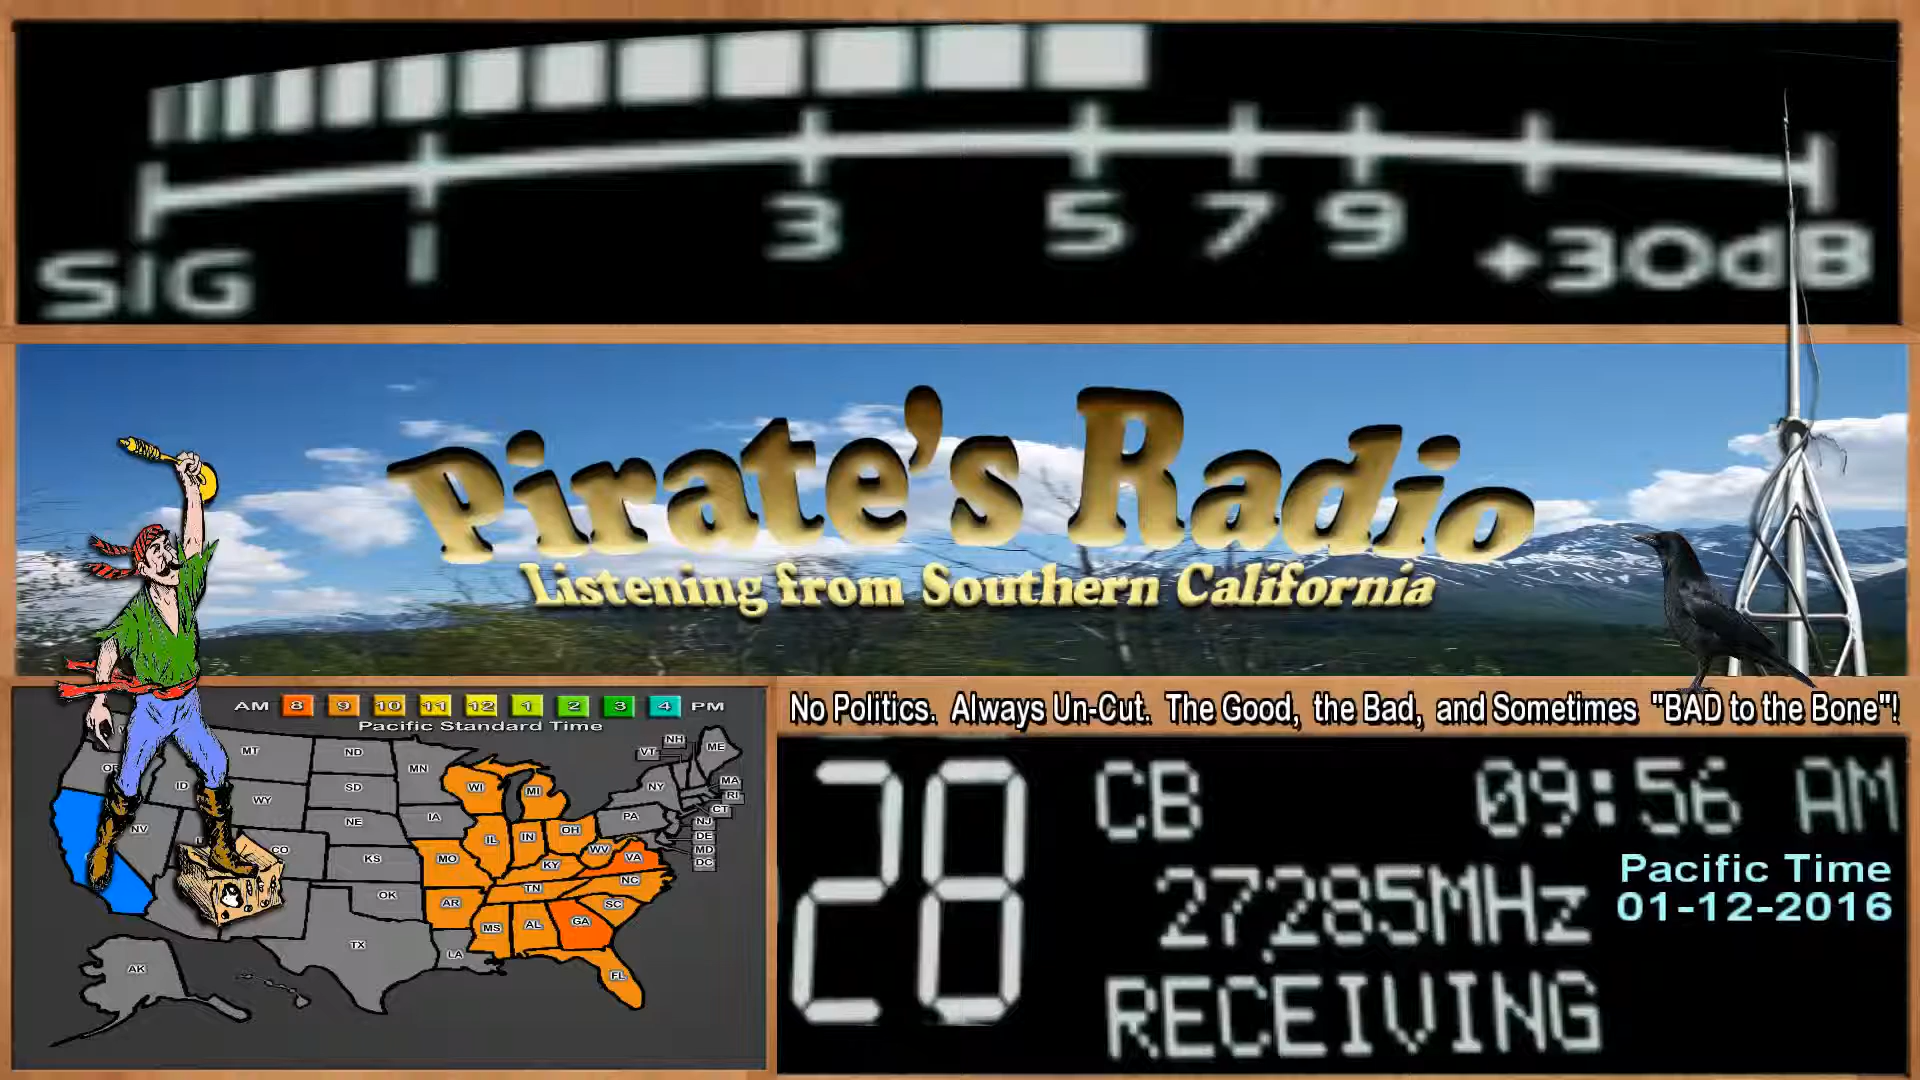 SIG 1 3 5 7 9 +30dB
Pirate's Radio
Listening from Southern California
AM 8 9 10 11 12 1 2 3 4 PM
Pacific Standard Time
No Politics. Always Un-Cut. The Good, the Bad, and Sometimes "BAD to the Bone"!
28
CB 09:56 AM
27.285MHz
Pacific Time
01-12-2016
RECEIVING
MT
ND
MN
NH
VT
ME
ID
WY
SD
WI
MI
NY
MA
RI
CT
NV
NE
IA
PA
NJ
DE
MD
DC
CO
KS
MO
IL
IN
OH
WV
VA
KY
OK
AR
TN
NC
SC
TX
LA
MS
AL
GA
FL
AK